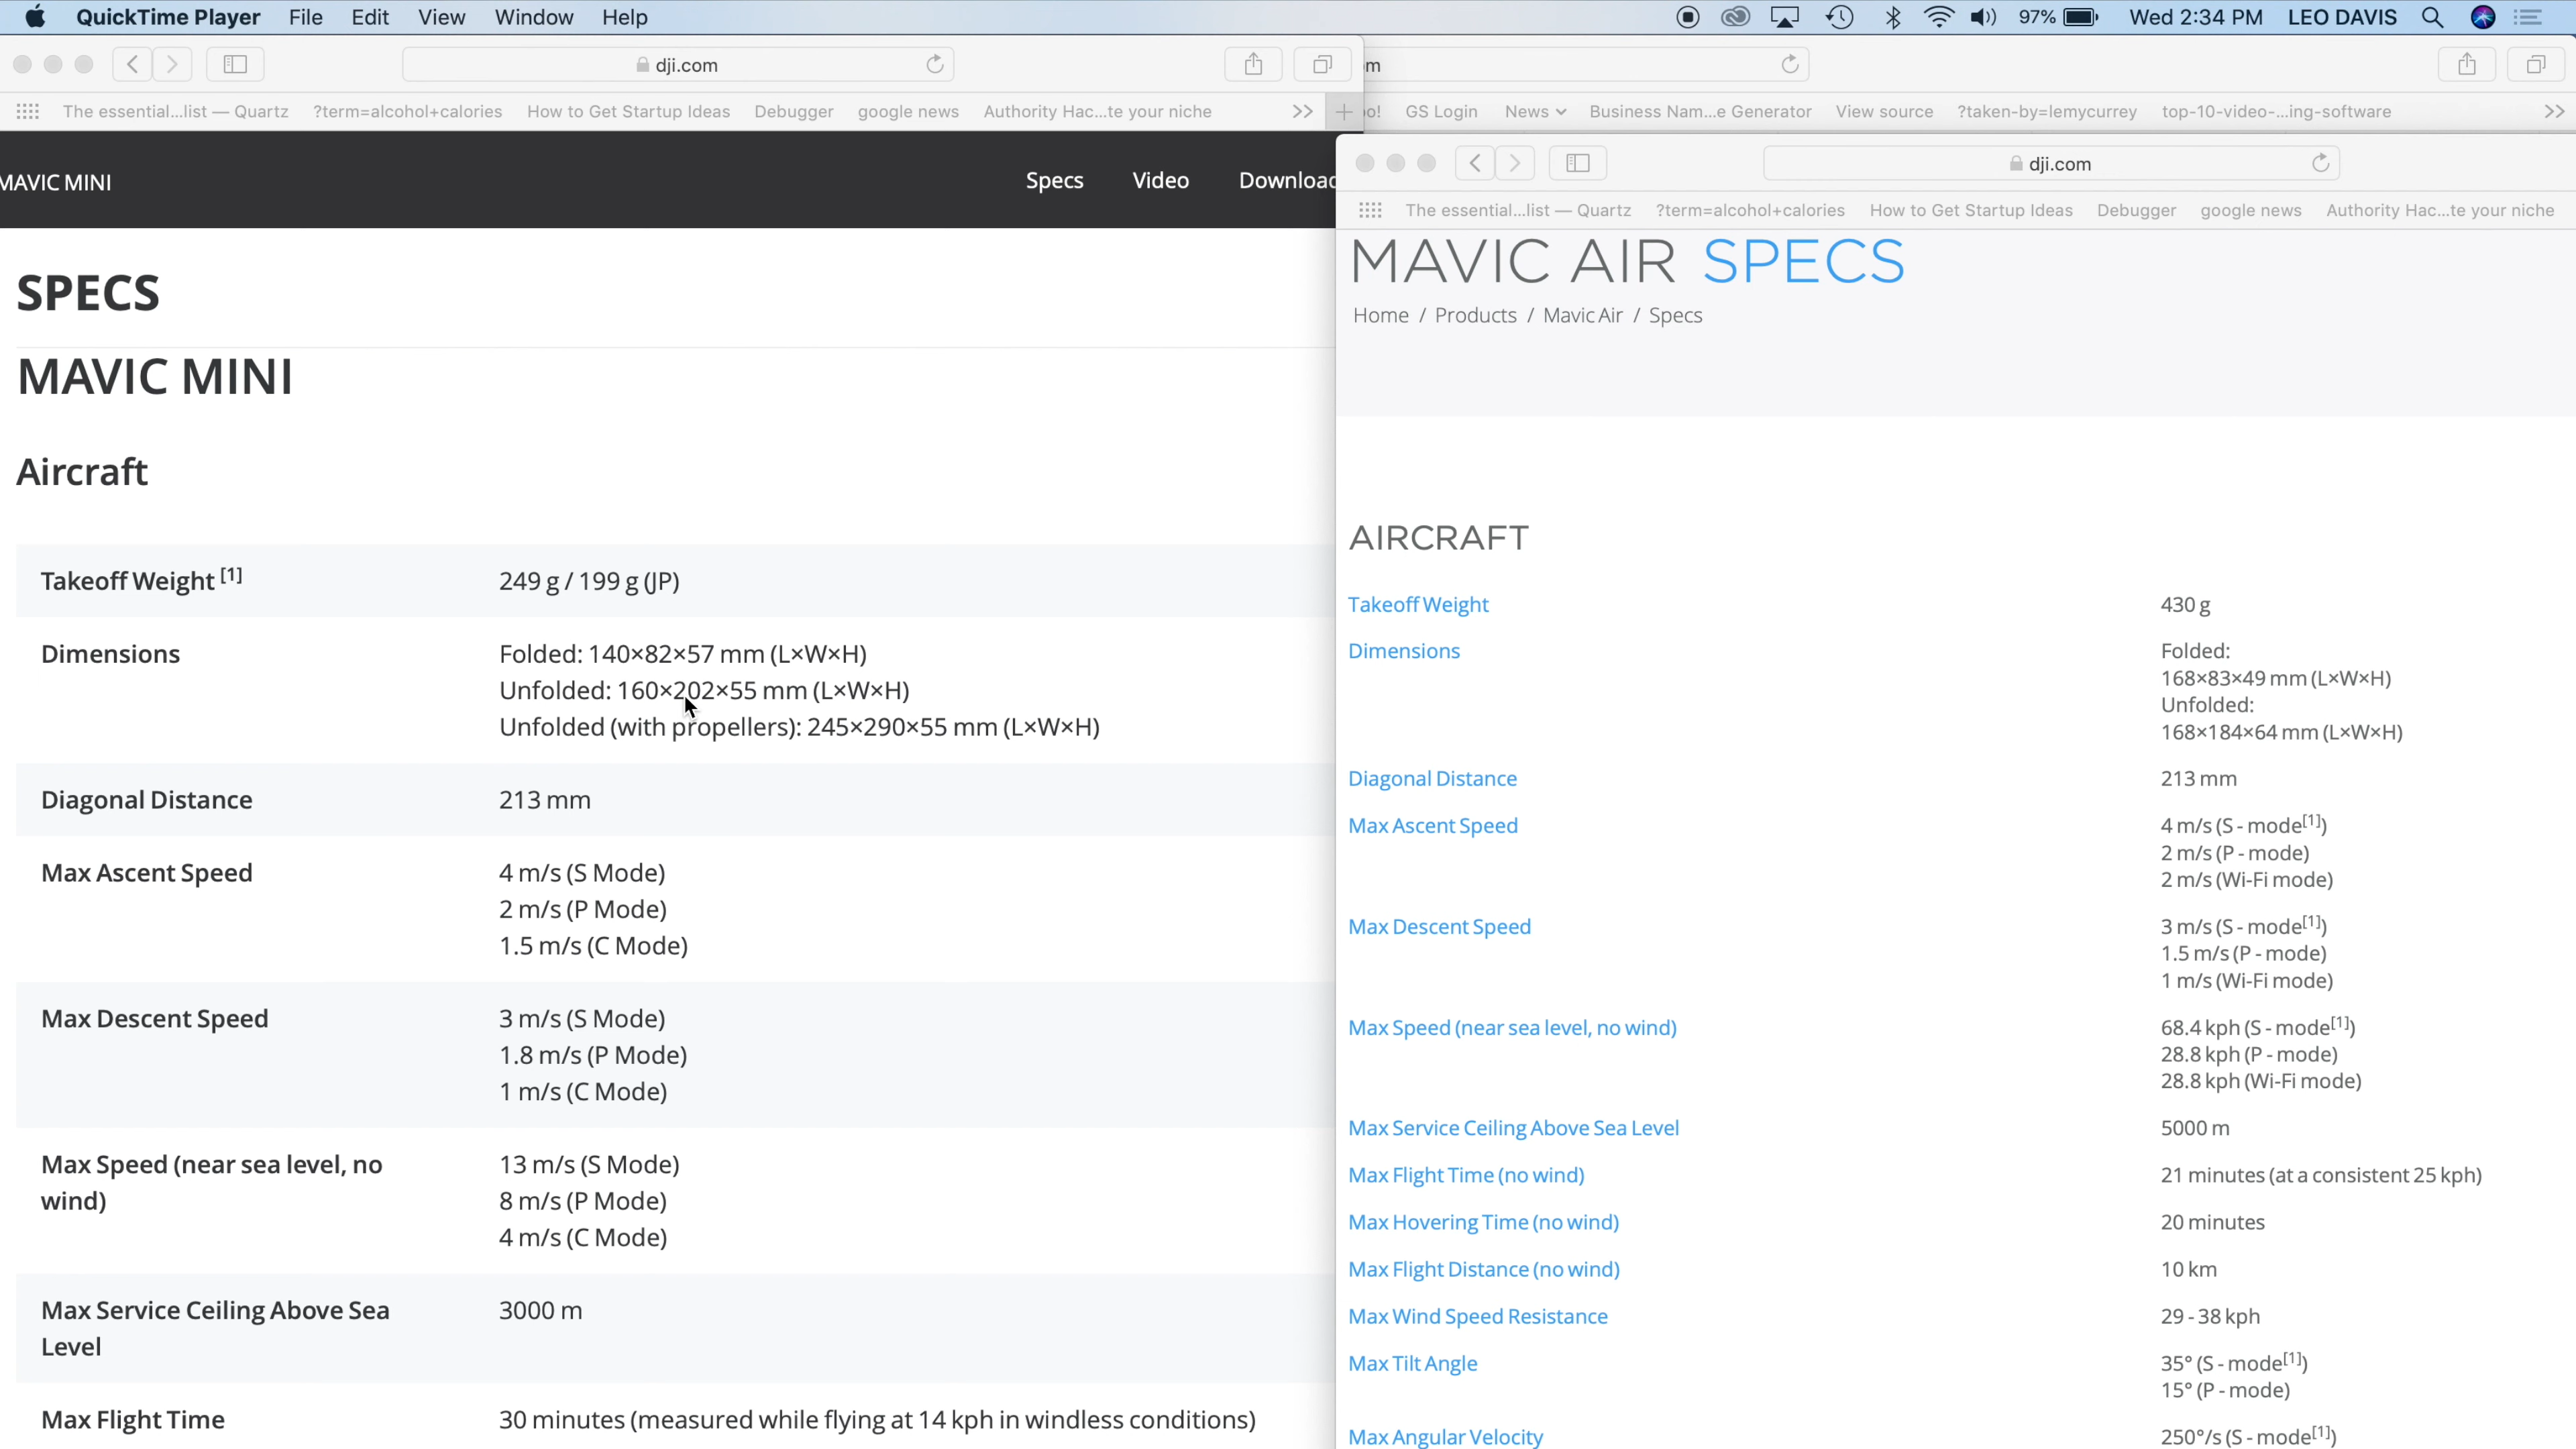 QuickTime Player File Edit View Window Help 97% Wed 2:34 PM LEO DAVIS
dji.com
The essential...list — Quartz ?term=alcohol+calories How to Get Startup Ideas Debugger google news Authority Hac...te your niche
MAVIC MINI
Specs Video Download
SPECS
MAVIC MINI
Aircraft
Takeoff Weight [1] 249 g / 199 g (JP)
Dimensions Folded: 140×82×57 mm (L×W×H)
Unfolded: 160×202×55 mm (L×W×H)
Unfolded (with propellers): 245×290×55 mm (L×W×H)
Diagonal Distance 213 mm
Max Ascent Speed 4 m/s (S Mode)
2 m/s (P Mode)
1.5 m/s (C Mode)
Max Descent Speed 3 m/s (S Mode)
1.8 m/s (P Mode)
1 m/s (C Mode)
Max Speed (near sea level, no 13 m/s (S Mode)
wind) 8 m/s (P Mode)
4 m/s (C Mode)
Max Service Ceiling Above Sea 3000 m
Level
Max Flight Time 30 minutes (measured while flying at 14 kph in windless conditions)
m
oo! GS Login News Business Nam...e Generator View source ?taken-by=lemycurrey top-10-video-...ing-software
dji.com
The essential...list — Quartz ?term=alcohol+calories How to Get Startup Ideas Debugger google news Authority Hac...te your niche
MAVIC AIR SPECS
Home / Products / Mavic Air / Specs
AIRCRAFT
Takeoff Weight 430 g
Dimensions Folded:
168×83×49 mm (L×W×H)
Unfolded:
168×184×64 mm (L×W×H)
Diagonal Distance 213 mm
Max Ascent Speed 4 m/s (S - mode[1])
2 m/s (P - mode)
2 m/s (Wi-Fi mode)
Max Descent Speed 3 m/s (S - mode[1])
1.5 m/s (P - mode)
1 m/s (Wi-Fi mode)
Max Speed (near sea level, no wind) 68.4 kph (S - mode[1])
28.8 kph (P - mode)
28.8 kph (Wi-Fi mode)
Max Service Ceiling Above Sea Level 5000 m
Max Flight Time (no wind) 21 minutes (at a consistent 25 kph)
Max Hovering Time (no wind) 20 minutes
Max Flight Distance (no wind) 10 km
Max Wind Speed Resistance 29 - 38 kph
Max Tilt Angle 35° (S - mode[1])
15° (P - mode)
Max Angular Velocity 250°/s (S - mode[1])